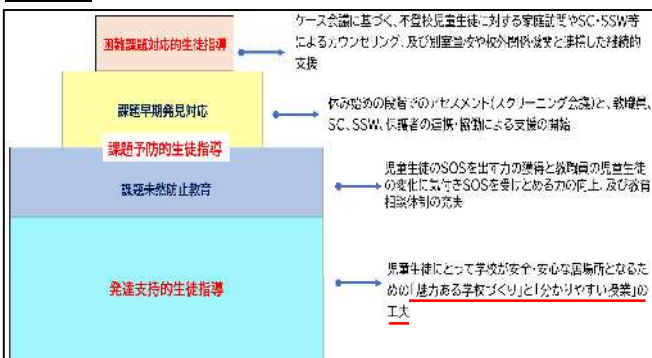 困難課題対応的生徒指導
ケース会議に基づく、不登校児童生徒に対する家庭訪問やSC・SSW等
によるカウンセリング、及び別室登校や校外関係機関と連携した継続的
支援
課題早期発見対応
休み始めの段階でのアセスメント(スクリーニング会議)と、教職員、
SC、SSW、保護者の連携・協働による支援の開始
課題予防的生徒指導
課題未然防止教育
児童生徒のSOSを出す力の獲得と教職員の児童生徒
の変化に気付きSOSを受けとめる力の向上、及び教育
相談体制の充実
発達支持的生徒指導
児童生徒にとって学校が安全・安心な居場所となるた
めの「魅力ある学校づくり」と「分かりやすい授業」の
工夫